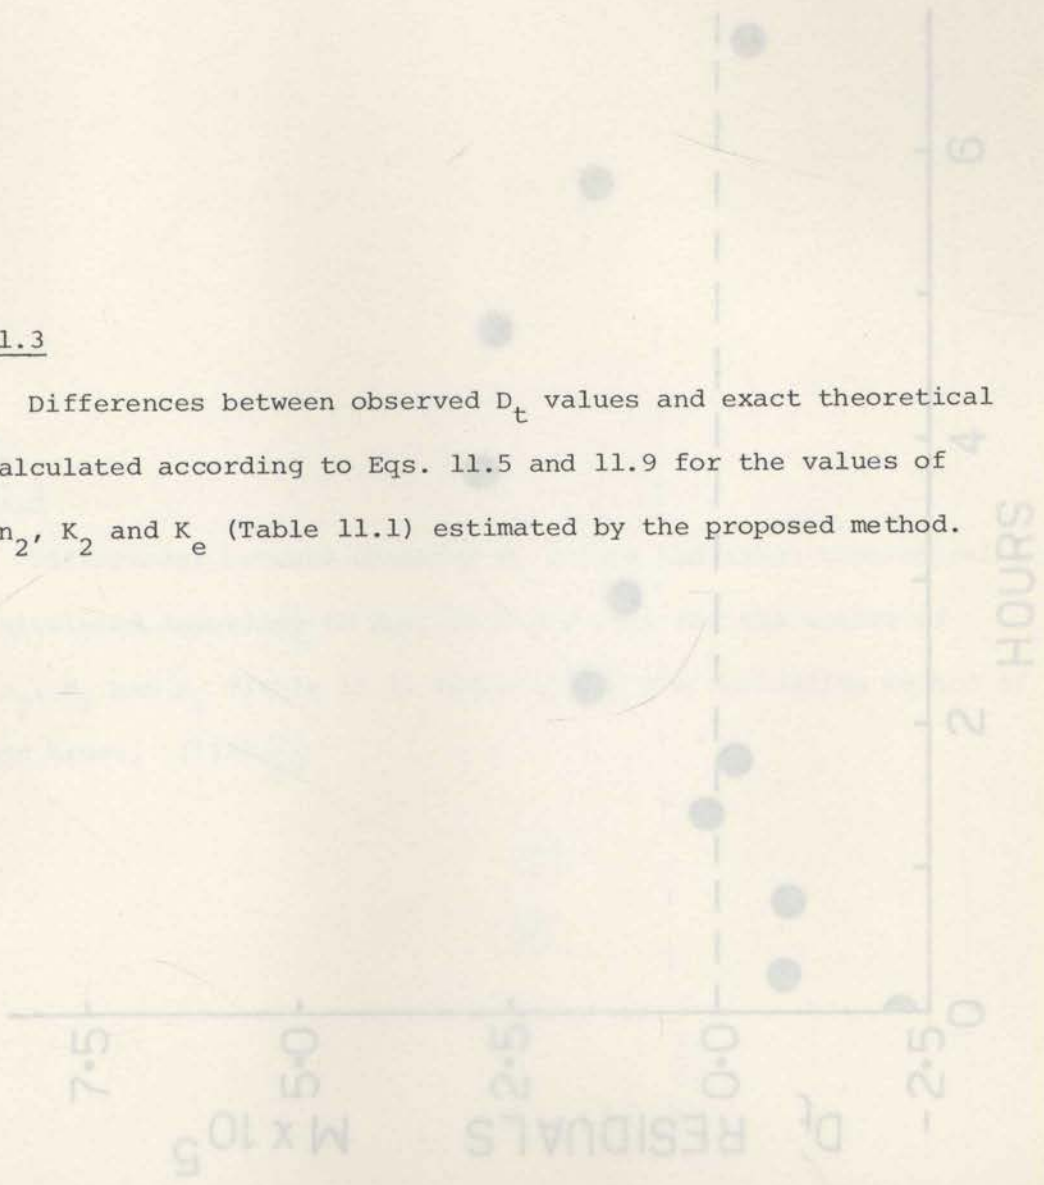 1.3
Differences between observed D_t values and exact theoretical
alculated according to Eqs. 11.5 and 11.9 for the values of
n_2, K_2 and K_e (Table 11.1) estimated by the proposed method.
6
4
2
0
HOURS
7·5
5·0
2·5
0·0
-2·5
D_t RESIDUALS M x 10^5